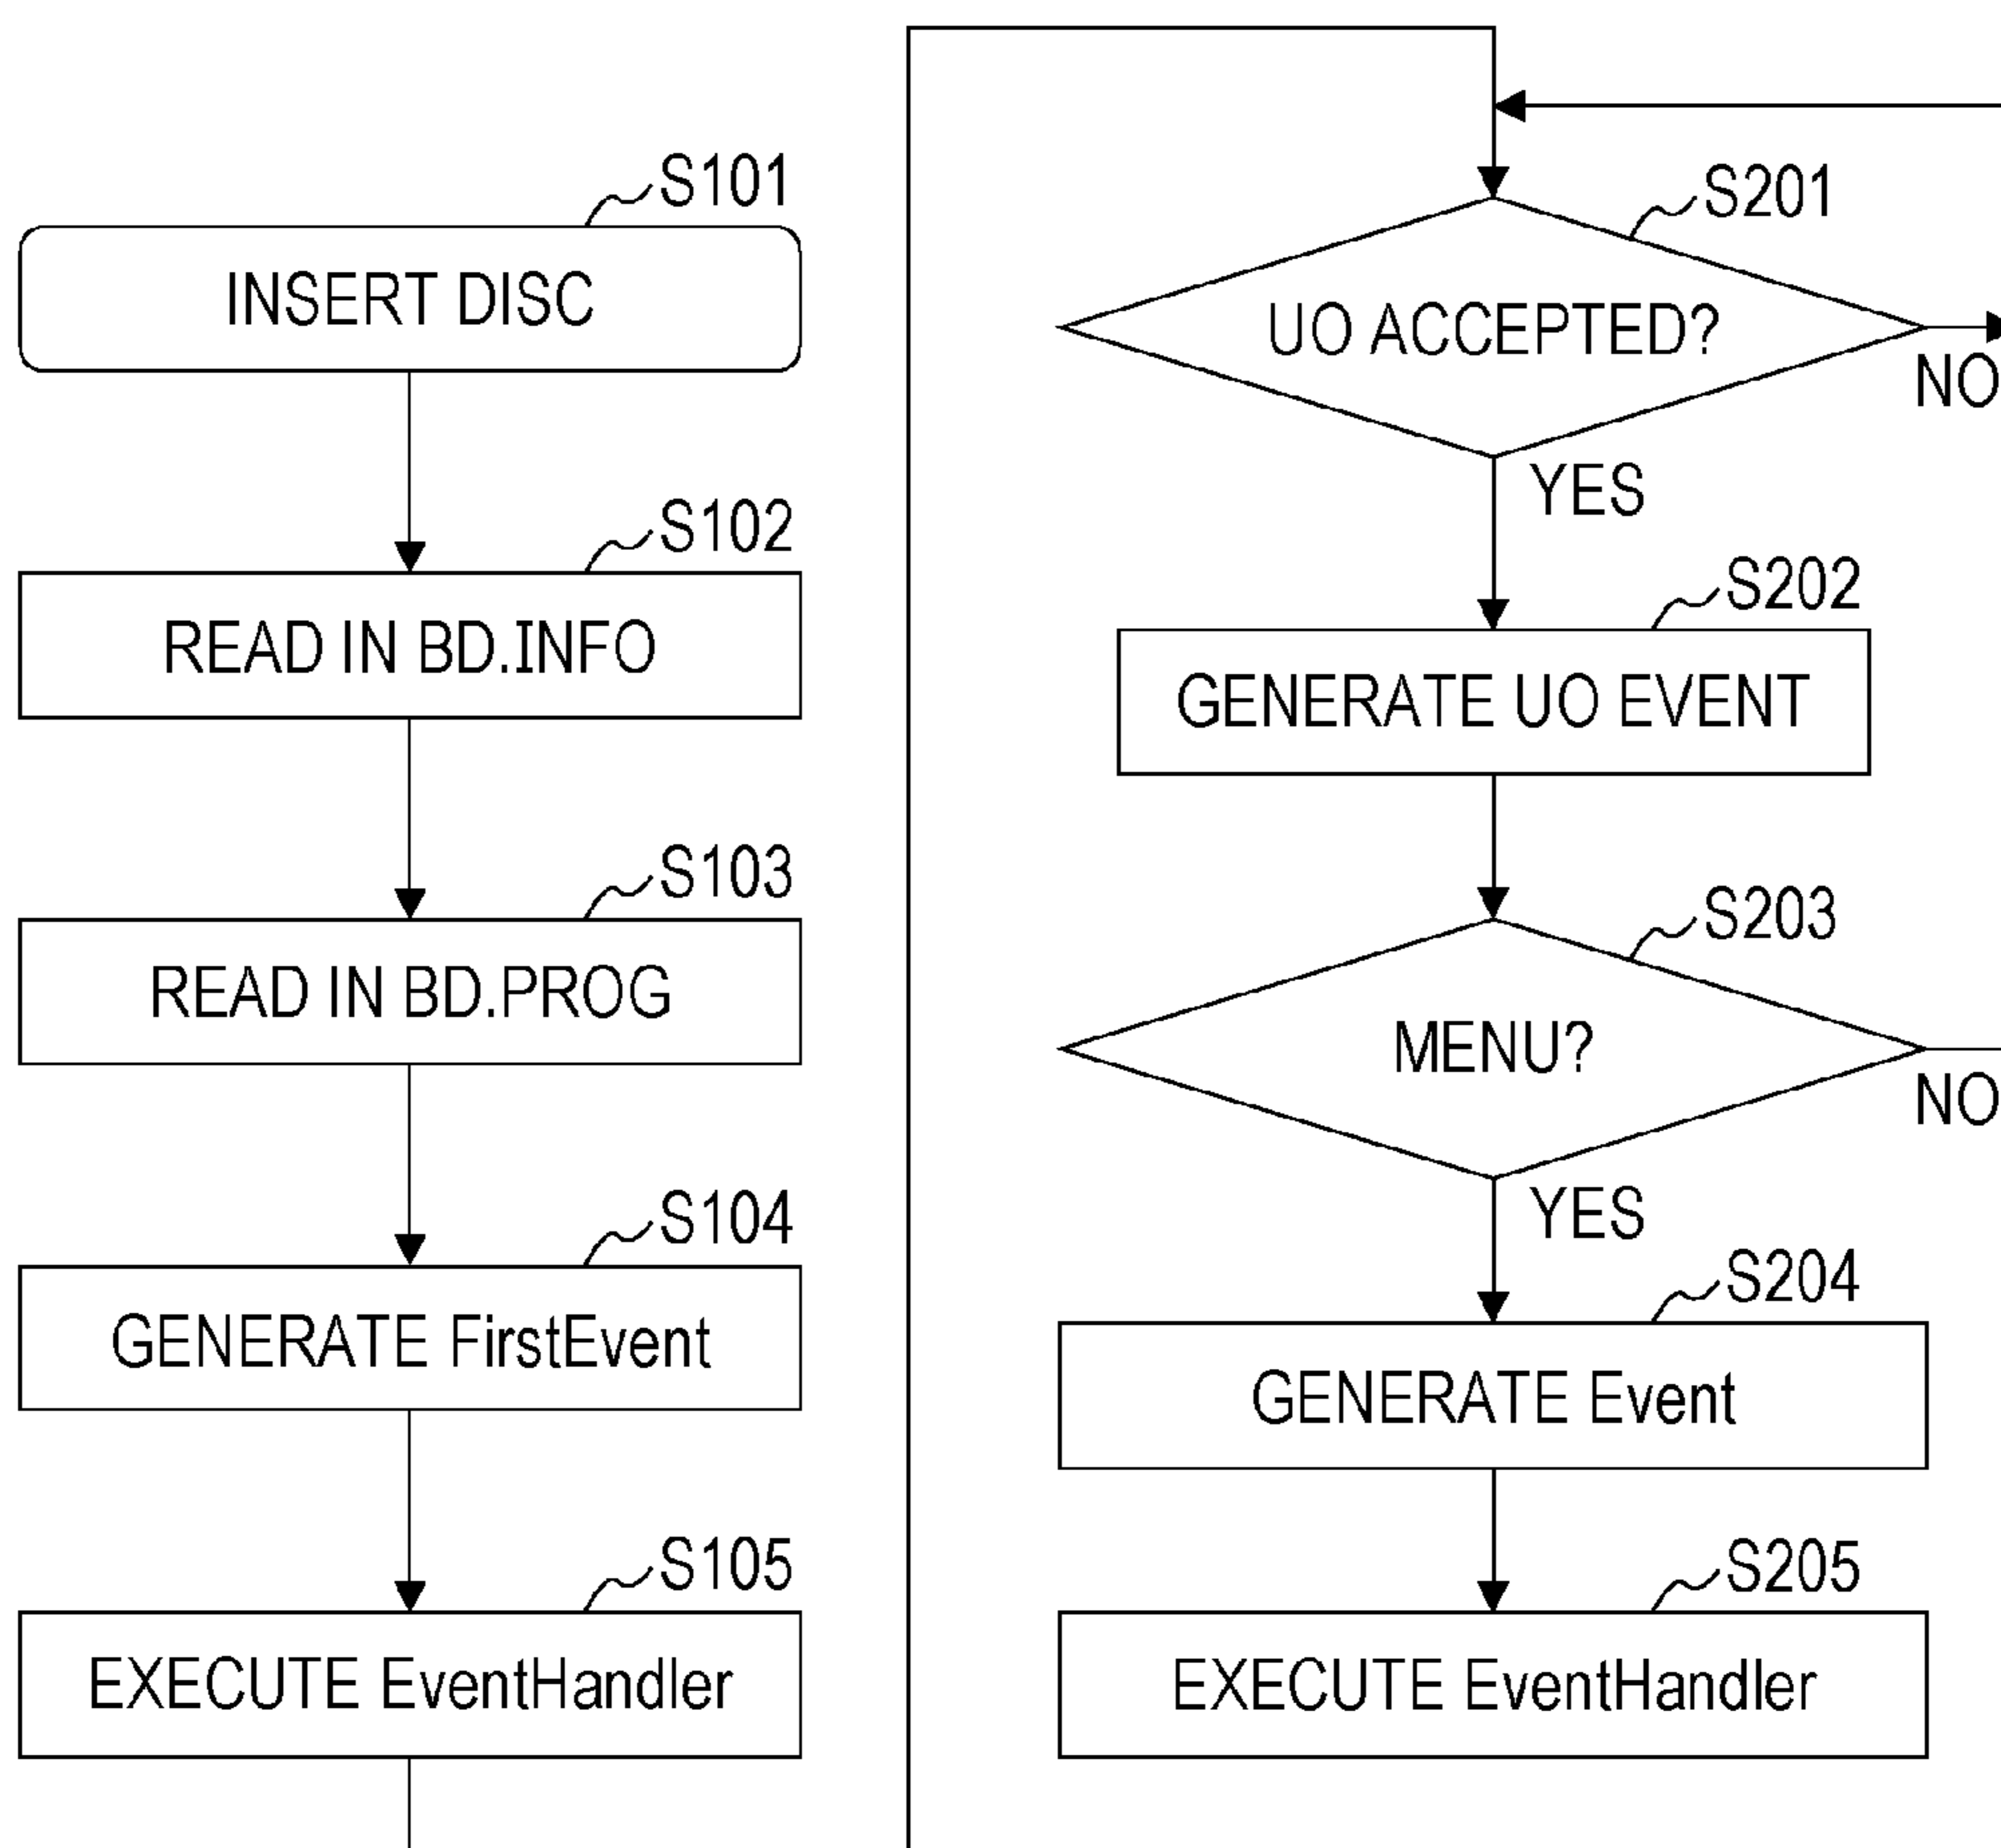 S101
INSERT DISC
S102
READ IN BD.INFO
S103
READ IN BD.PROG
S104
GENERATE FirstEvent
S105
EXECUTE EventHandler
S201
UO ACCEPTED?
NO
YES
S202
GENERATE UO EVENT
S203
MENU?
NO
YES
S204
GENERATE Event
S205
EXECUTE EventHandler